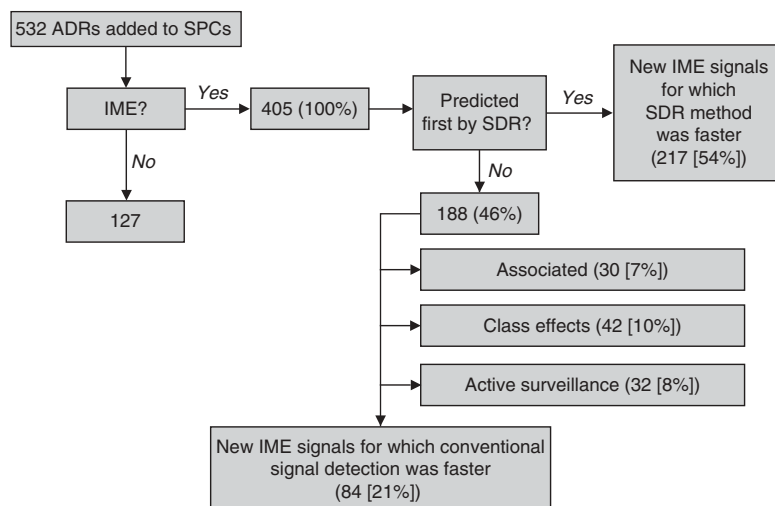 532 ADRs added to SPCs
IME?
Yes
405 (100%)
Predicted
first by SDR?
Yes
New IME signals
for which
SDR method
was faster
(217 [54%])
No
127
No
188 (46%)
Associated (30 [7%])
Class effects (42 [10%])
Active surveillance (32 [8%])
New IME signals for which conventional
signal detection was faster
(84 [21%])